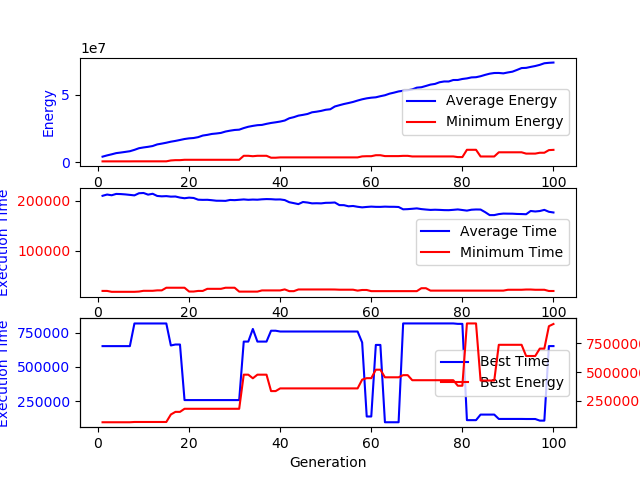 1e7
Energy
5
0
Average Energy
Minimum Energy
0 20 40 60 80 100
Execution Time
200000
100000
Average Time
Minimum Time
0 20 40 60 80 100
Execution Time
750000
500000
250000
Best Time
Best Energy
7500000
5000000
2500000
0 20 40 60 80 100
Generation